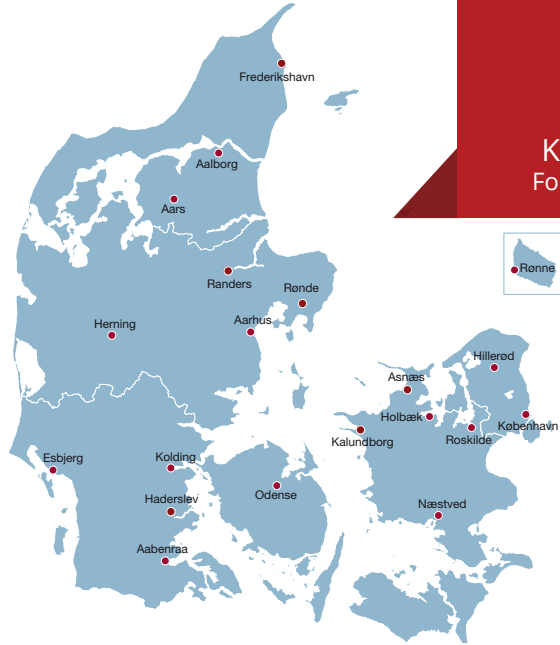 Frederikshavn
K
Fo
Aalborg
Aars
Rønne
Randers
Rønde
Herning
Aarhus
Hillerød
Asnæs
Holbæk
København
Kalundborg
Roskilde
Esbjerg
Kolding
Odense
Haderslev
Næstved
Aabenraa